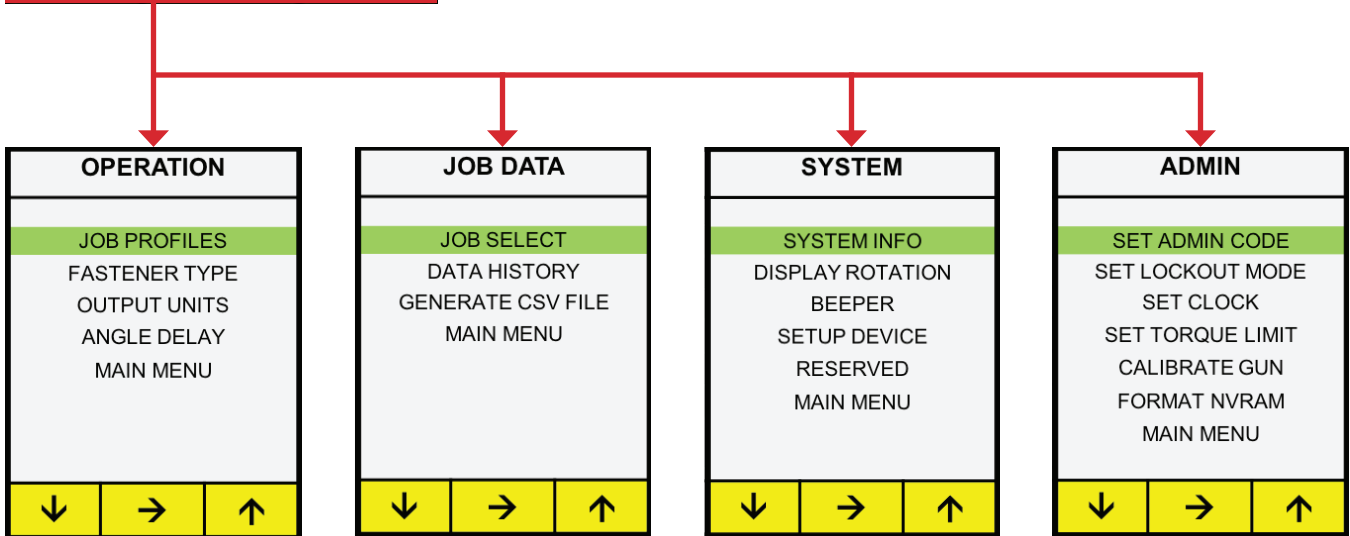 OPERATION
JOB PROFILES
FASTENER TYPE
OUTPUT UNITS
ANGLE DELAY
MAIN MENU
JOB DATA
JOB SELECT
DATA HISTORY
GENERATE CSV FILE
MAIN MENU
SYSTEM
SYSTEM INFO
DISPLAY ROTATION
BEEPER
SETUP DEVICE
RESERVED
MAIN MENU
ADMIN
SET ADMIN CODE
SET LOCKOUT MODE
SET CLOCK
SET TORQUE LIMIT
CALIBRATE GUN
FORMAT NVRAM
MAIN MENU